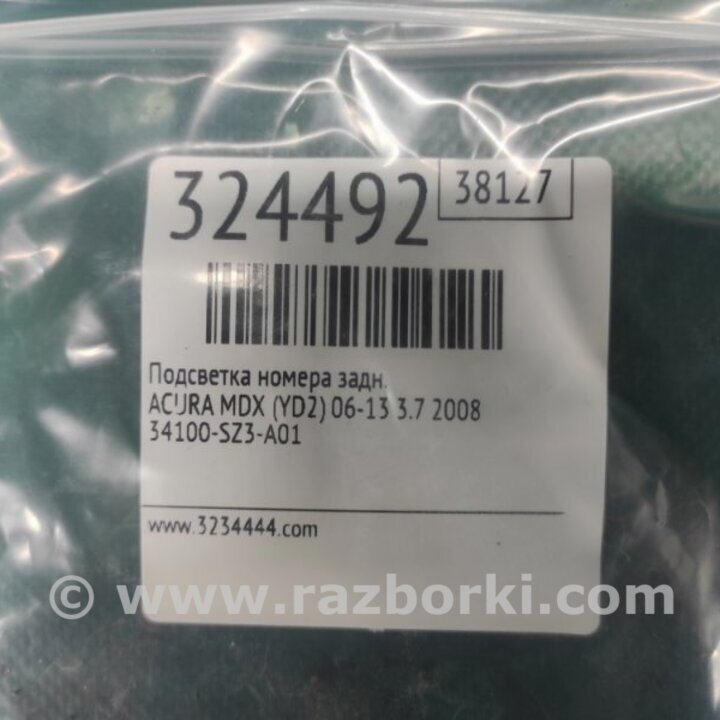 324492
38127
Подсветка номера задн.
ACURA MDX (YD2) 06-13 3.7 2008
34100-SZ3-A01
www.3234444.com
© www.razborki.com